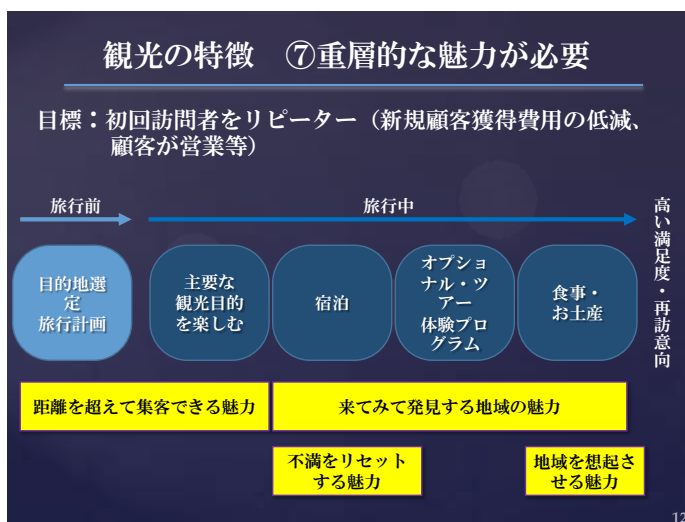 観光の特徴　⑦重層的な魅力が必要
目標：初回訪問者をリピーター（新規顧客獲得費用の低減、
顧客が営業等）
旅行前
旅行中
高い満足度・再訪意向
目的地選
定
旅行計画
主要な
観光目的
を楽しむ
宿泊
オプショ
ナル・ツ
アー
体験プロ
グラム
食事・
お土産
距離を超えて集客できる魅力
来てみて発見する地域の魅力
不満をリセット
する魅力
地域を想起さ
せる魅力
12